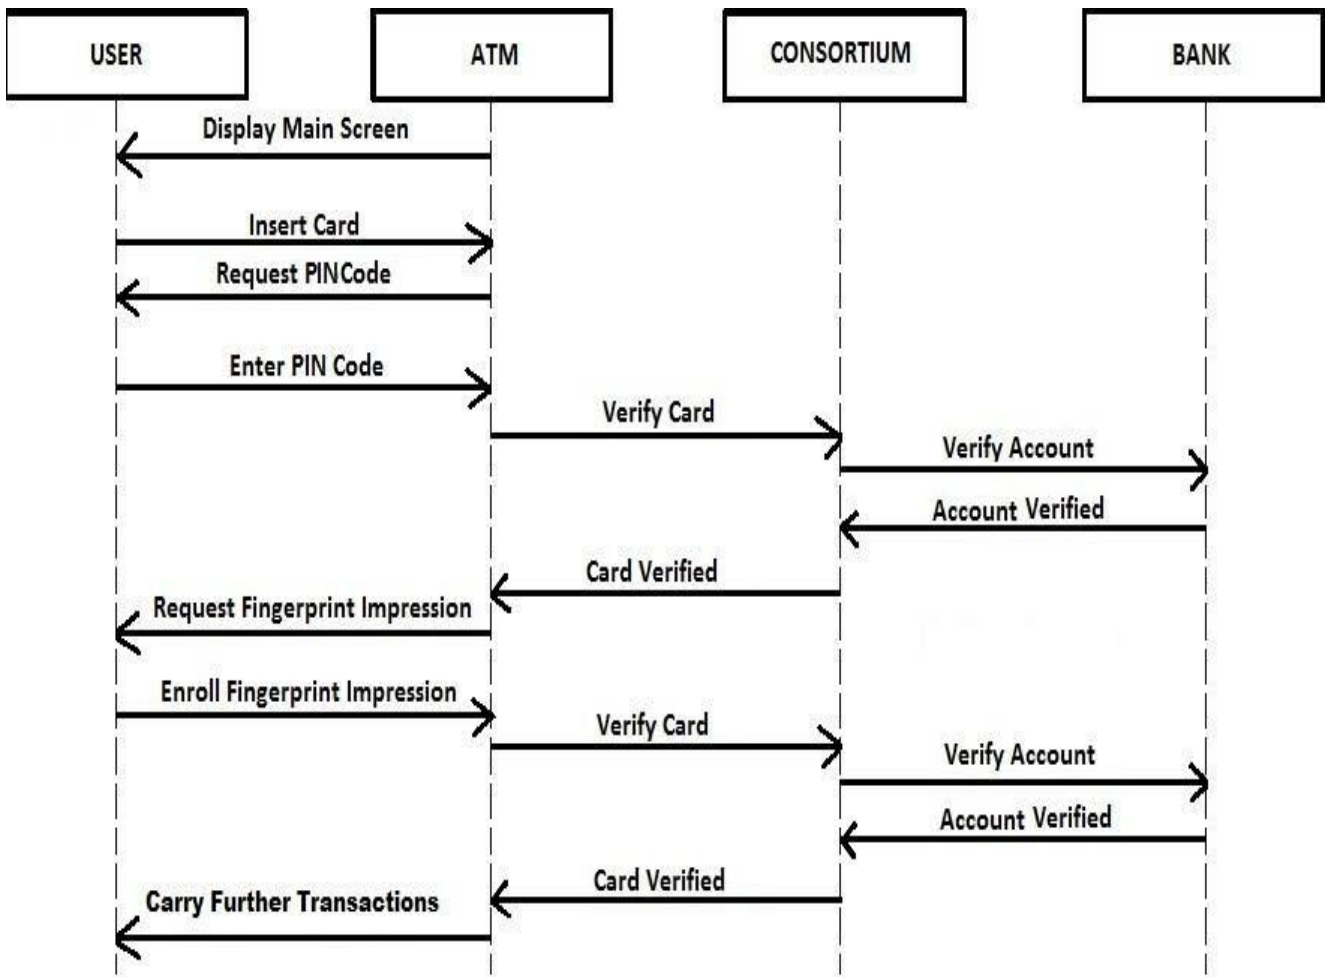 USER
ATM
CONSORTIUM
BANK
Display Main Screen
Insert Card
Request PINCode
Enter PIN Code
Verify Card
Verify Account
Account Verified
Card Verified
Request Fingerprint Impression
Enroll Fingerprint Impression
Verify Card
Verify Account
Account Verified
Card Verified
Carry Further Transactions